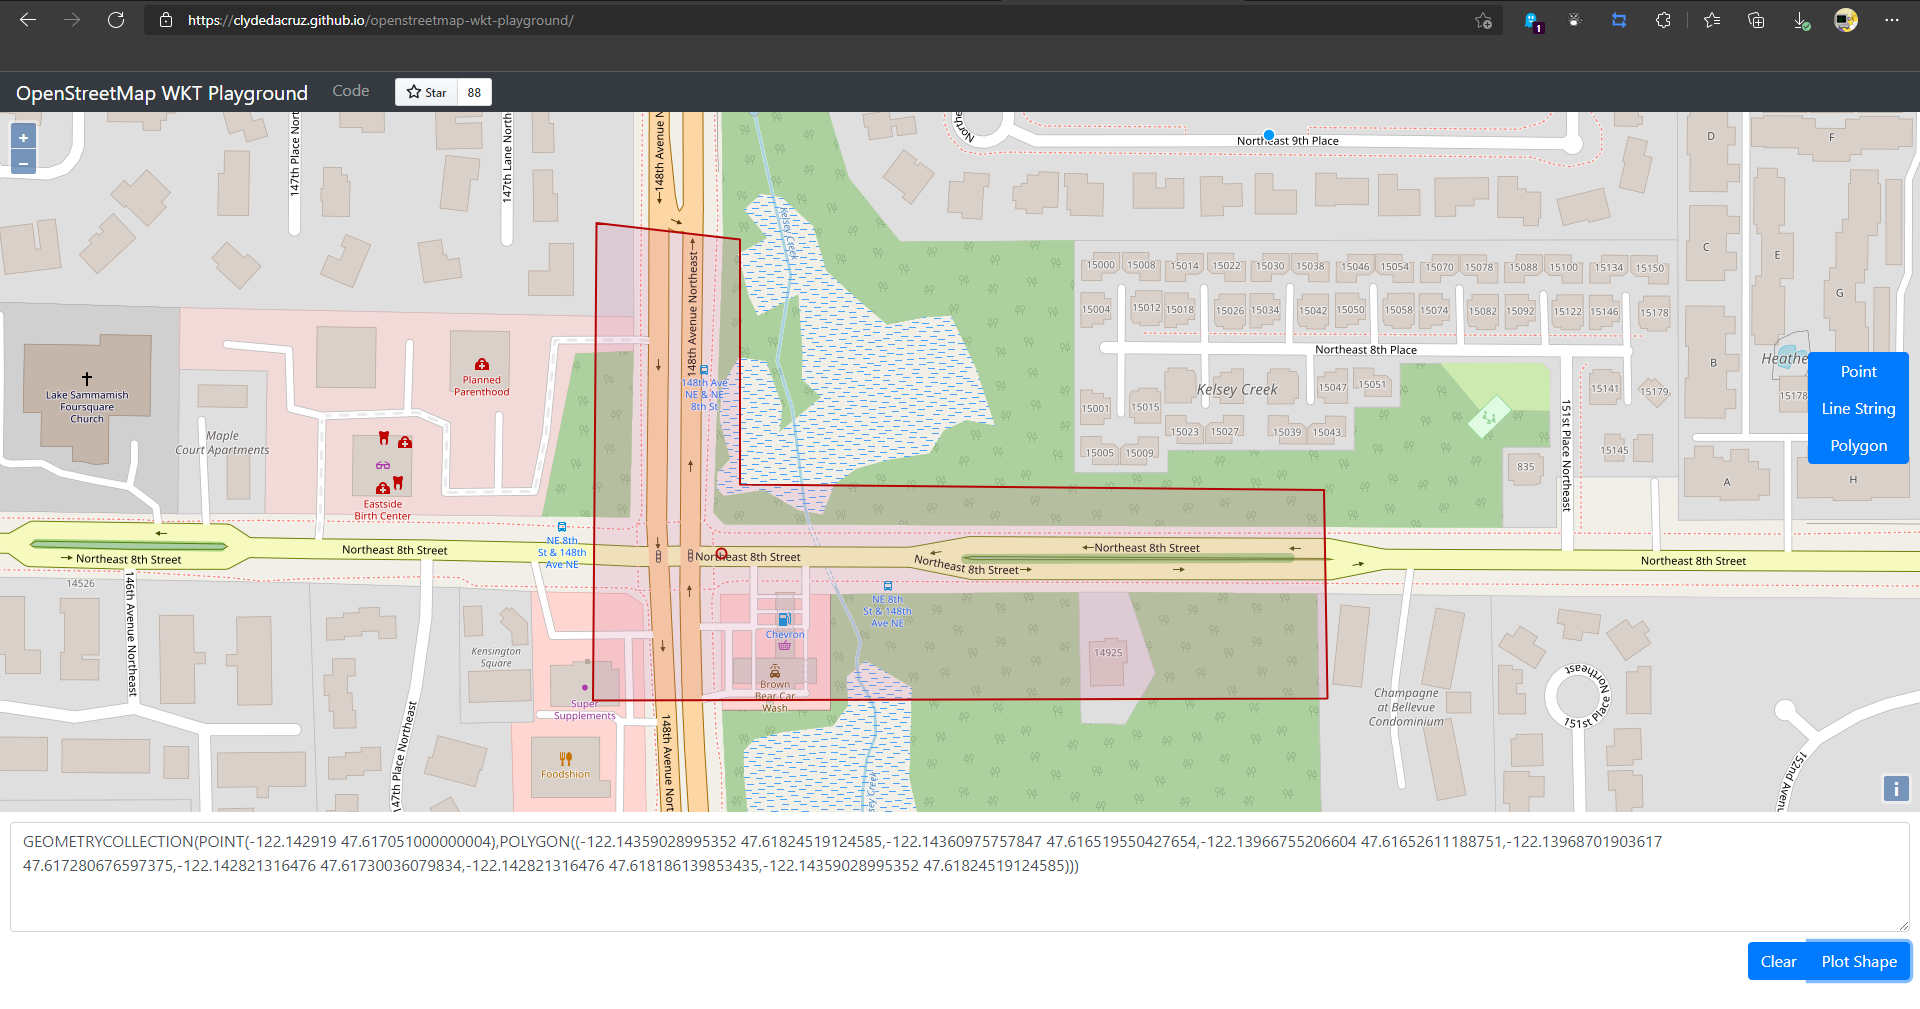 https://clydedacruz.github.io/openstreetmap-wkt-playground/
1
OpenStreetMap WKT Playground
Code
Star
88
+
−
147th Place Nort
147th Lane North
148th Avenue N
Northe
North
Northeast 9th Place
D
F
C
E
G
B
A
H
Kelsey Creek
148th Avenue Northeast
15000
15008
15014
15022
15030
15038
15046
15054
15070
15078
15088
15100
15134
15150
15004
15012
15018
15026
15034
15042
15050
15058
15074
15082
15092
15122
15146
15178
Northeast 8th Place
Heathe
Planned
Parenthood
148th Ave
NE & NE
8th St
Lake Sammamish
Foursquare
Church
Kelsey Creek
15047
15051
15141
15179
15178
15001
15015
15023
15027
15039
15043
15005
15009
15145
835
151st Place Northeast
Maple
Court Apartments
Eastside
Birth Center
Point
Line String
Polygon
NE 8th
St & 148th
Ave NE
Northeast 8th Street
Northeast 8th Street
Northeast 8th Street
Northeast 8th Street
Northeast 8th Street
Northeast 8th Street
14526
146th Avenue Northeast
NE 8th
St & 148th
Ave NE
Chevron
Kensington
Square
14925
Brown
Bear Car
Wash
Super
Supplements
Champagne
at Bellevue
Condominium
Northeast
151st Place
147th Place Northeast
148th Avenue Nort
Foodshion
sey Creek
152nd Aven
i
GEOMETRYCOLLECTION(POINT(-122.142919 47.617051000000004),POLYGON((-122.14359028995352 47.61824519124585,-122.14360975757847 47.616519550427654,-122.13966755206604 47.61652611188751,-122.13968701903617
47.617280676597375,-122.142821316476 47.61730036079834,-122.142821316476 47.618186139853435,-122.14359028995352 47.61824519124585)))
Clear
Plot Shape